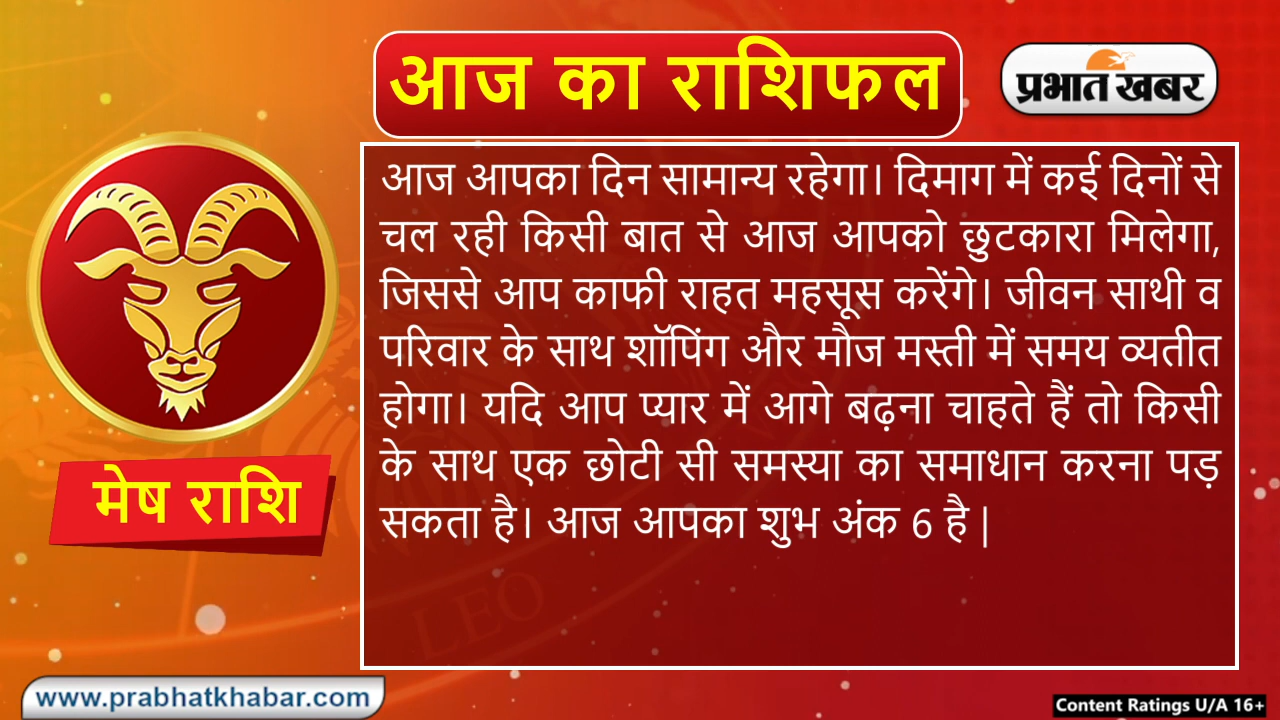 आज का राशिफल
प्रभात खबर
आज आपका दिन सामान्य रहेगा। दिमाग में कई दिनों से
चल रही किसी बात से आज आपको छुटकारा मिलेगा,
जिससे आप काफी राहत महसूस करेंगे। जीवन साथी व
परिवार के साथ शॉपिंग और मौज मस्ती में समय व्यतीत
होगा। यदि आप प्यार में आगे बढ़ना चाहते हैं तो किसी
के साथ एक छोटी सी समस्या का समाधान करना पड़
सकता है। आज आपका शुभ अंक 6 है |
मेष राशि
LEO
www.prabhatkhabar.com
Content Ratings U/A 16+